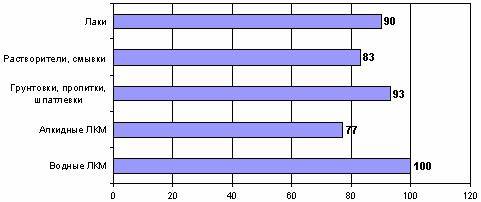 Лаки 90
Растворители, смывки 83
Грунтовки, пропитки,
шпатлевки 93
Алкидные ЛКМ 77
Водные ЛКМ 100
0 20 40 60 80 100 120